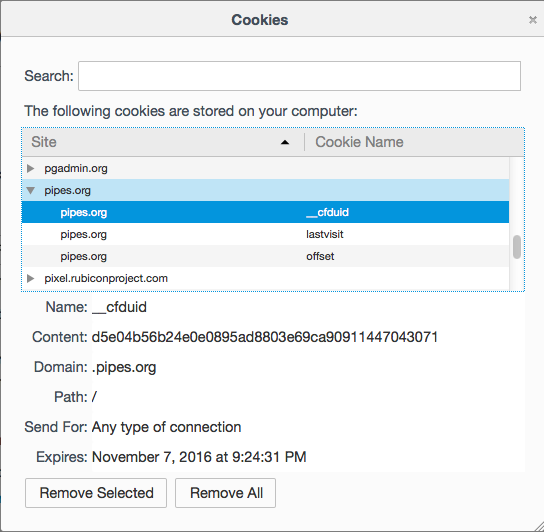 Cookies
Search:
The following cookies are stored on your computer:
Site Cookie Name
pgadmin.org
pipes.org
pipes.org __cfduid
pipes.org lastvisit
pipes.org offset
pixel.rubiconproject.com
Name: __cfduid
Content: d5e04b56b24e0e0895ad8803e69ca90911447043071
Domain: .pipes.org
Path: /
Send For: Any type of connection
Expires: November 7, 2016 at 9:24:31 PM
Remove Selected Remove All